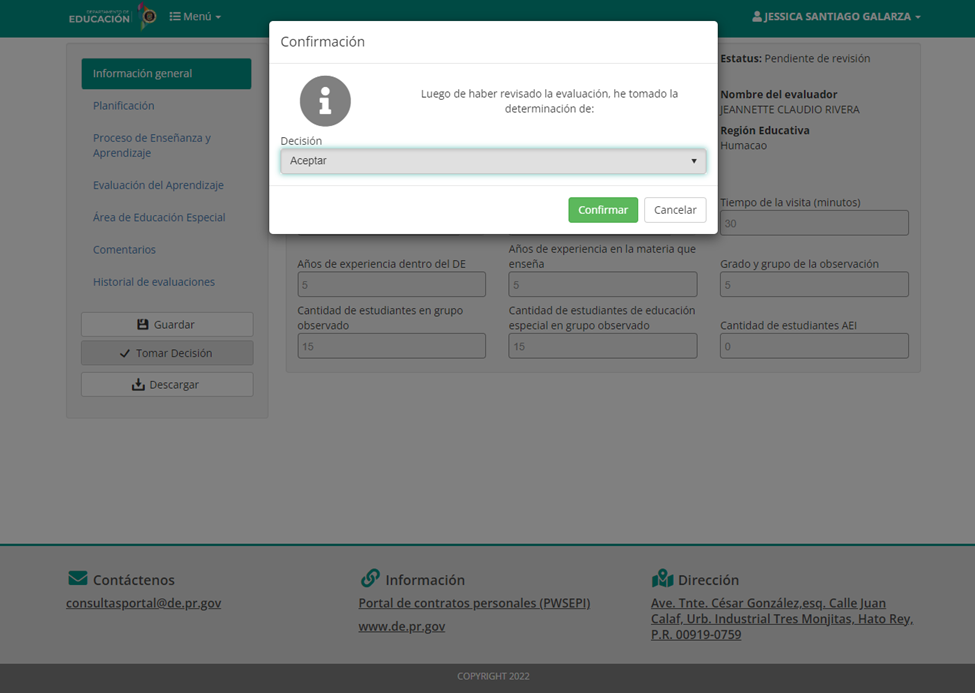 DEPARTAMENTO DE
EDUCACIÓN
Menú
JESSICA SANTIAGO GALARZA
Confirmación
Luego de haber revisado la evaluación, he tomado la
determinación de:
Decisión
Aceptar
Confirmar
Cancelar
Información general
Planificación
Proceso de Enseñanza y
Aprendizaje
Evaluación del Aprendizaje
Área de Educación Especial
Comentarios
Historial de evaluaciones
Guardar
Tomar Decisión
Descargar
Estatus: Pendiente de revisión
Nombre del evaluador
JEANNETTE CLAUDIO RIVERA
Región Educativa
Humacao
Tiempo de la visita (minutos)
30
Años de experiencia dentro del DE
5
Años de experiencia en la materia que
enseña
5
Grado y grupo de la observación
5
Cantidad de estudiantes en grupo
observado
15
Cantidad de estudiantes de educación
especial en grupo observado
15
Cantidad de estudiantes AEI
0
Contáctenos
consultasportal@de.pr.gov
Información
Portal de contratos personales (PWSEPI)
www.de.pr.gov
Dirección
Ave. Tnte. César González,esq. Calle Juan
Calaf, Urb. Industrial Tres Monjitas, Hato Rey,
P.R. 00919-0759
COPYRIGHT 2022